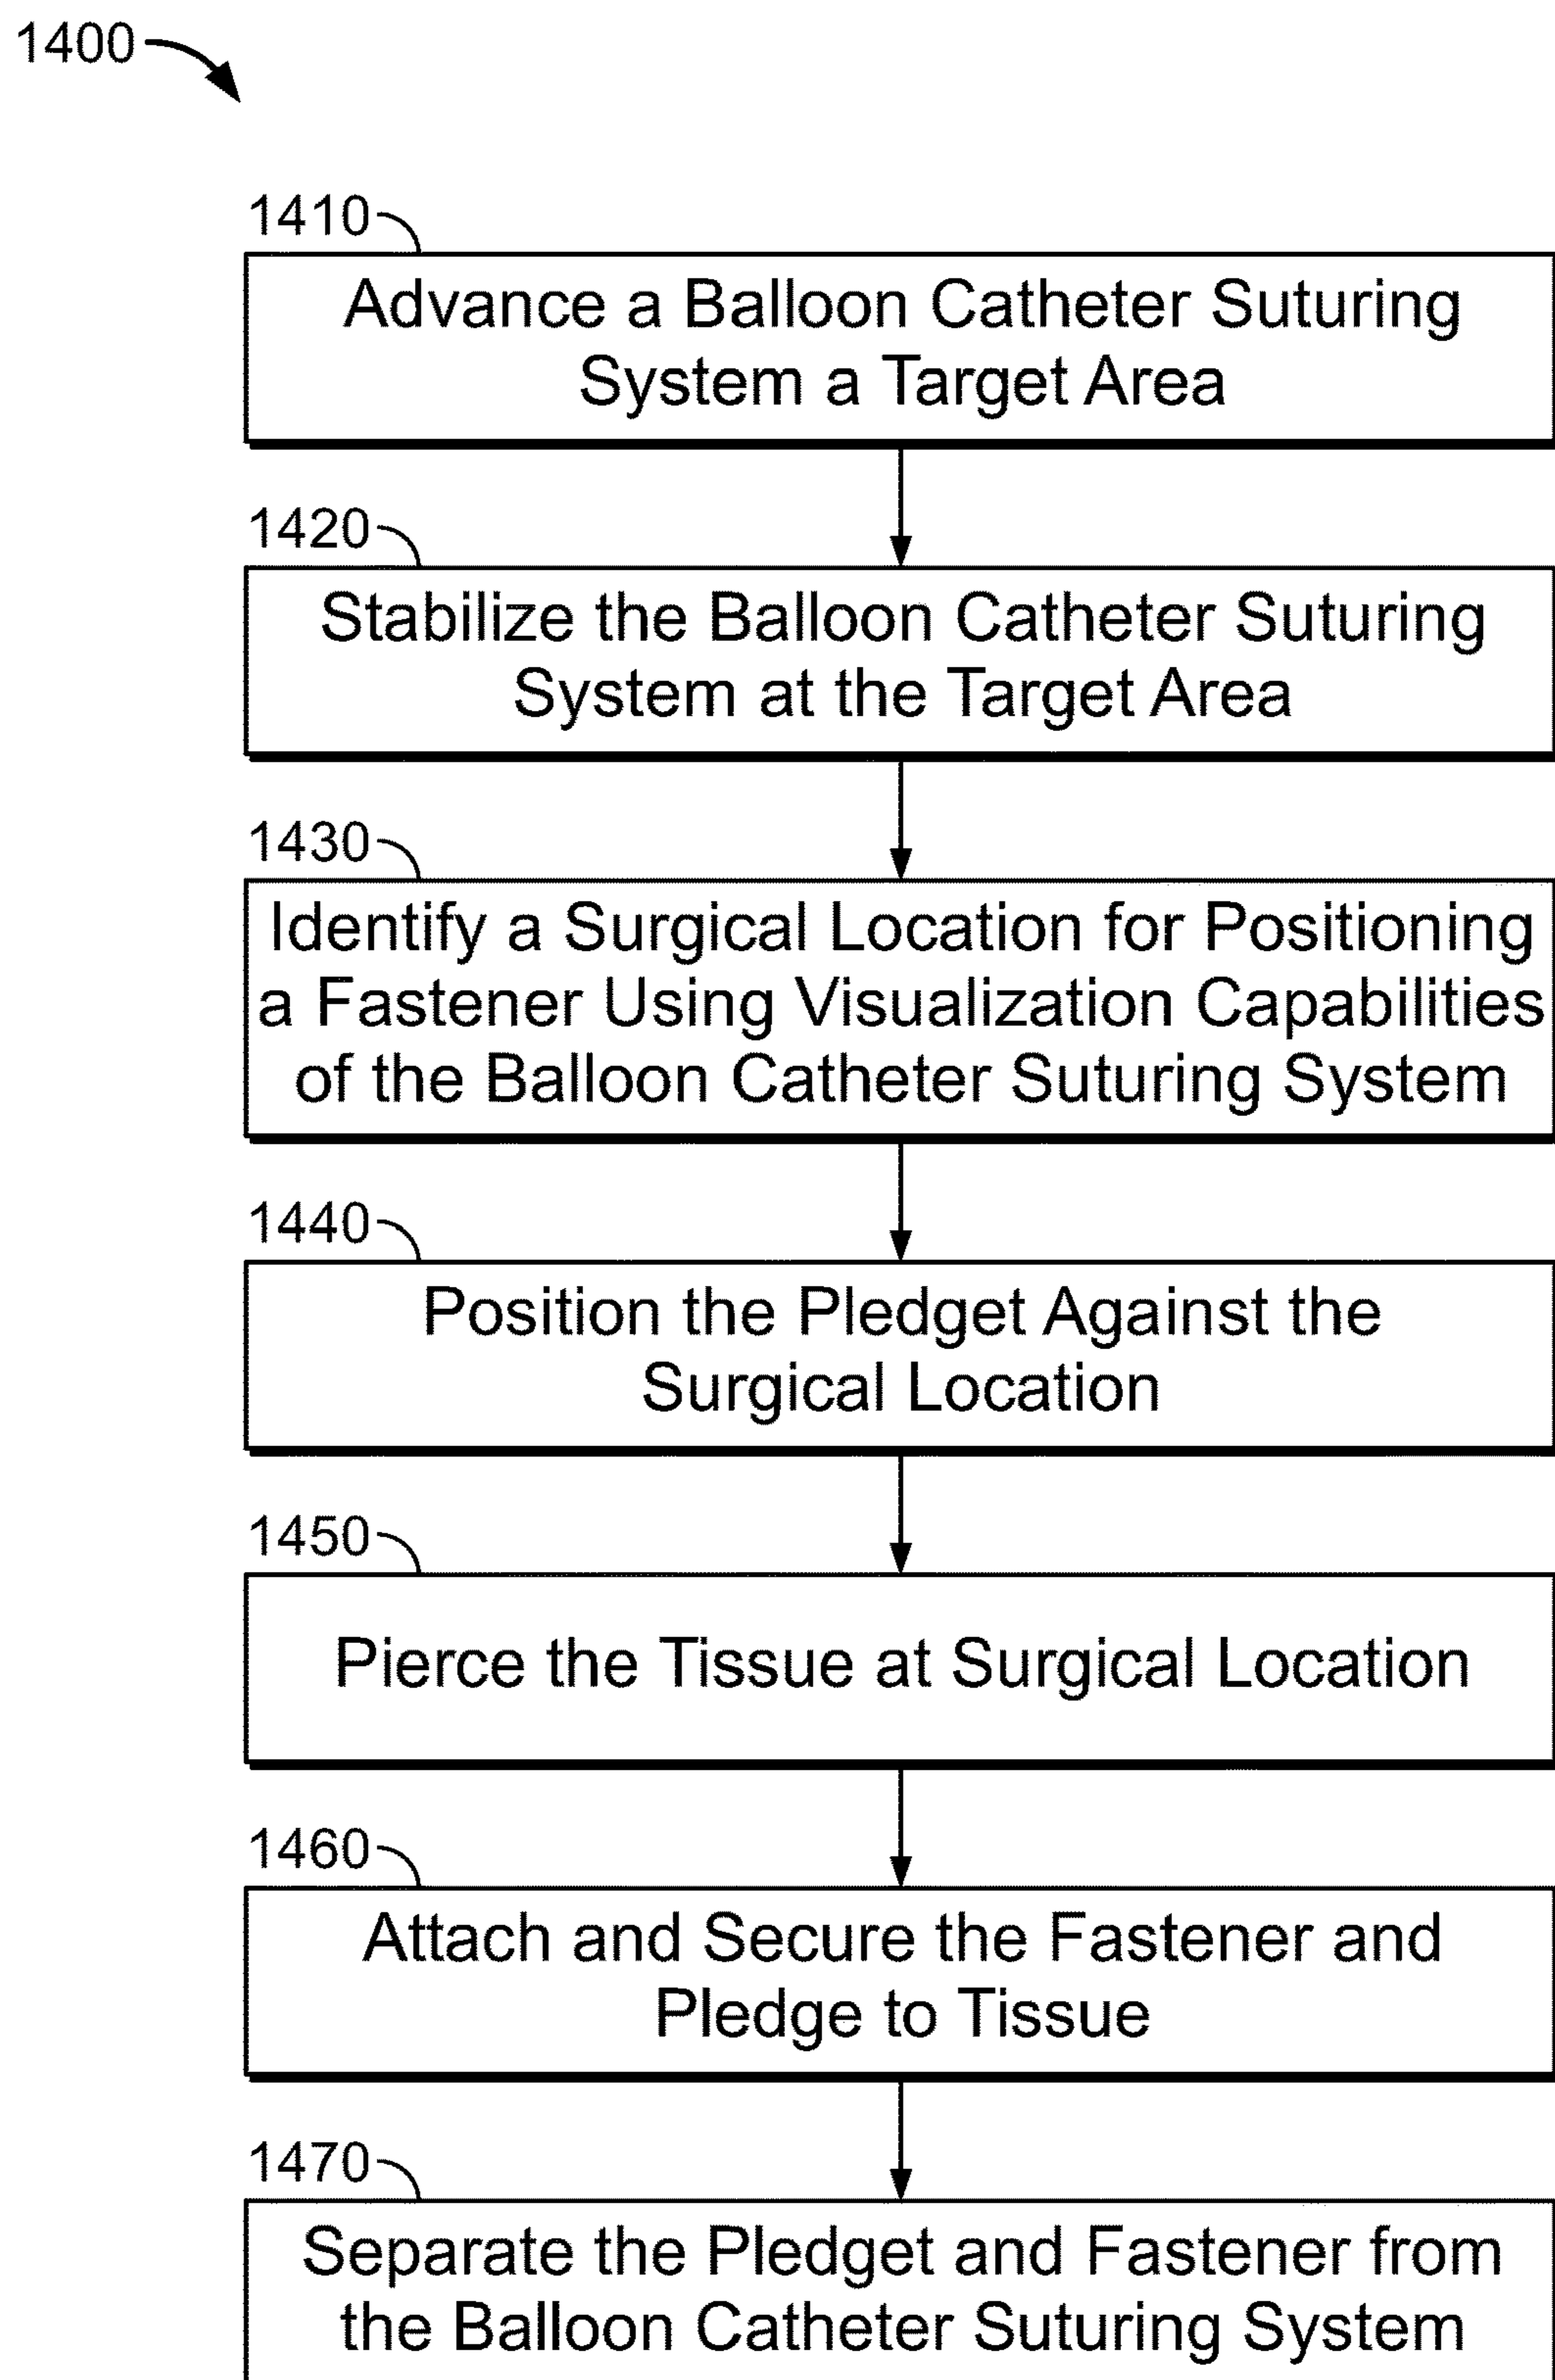 1400
1410
Advance a Balloon Catheter Suturing
System a Target Area
1420
Stabilize the Balloon Catheter Suturing
System at the Target Area
1430
Identify a Surgical Location for Positioning
a Fastener Using Visualization Capabilities
of the Balloon Catheter Suturing System
1440
Position the Pledget Against the
Surgical Location
1450
Pierce the Tissue at Surgical Location
1460
Attach and Secure the Fastener and
Pledge to Tissue
1470
Separate the Pledget and Fastener from
the Balloon Catheter Suturing System